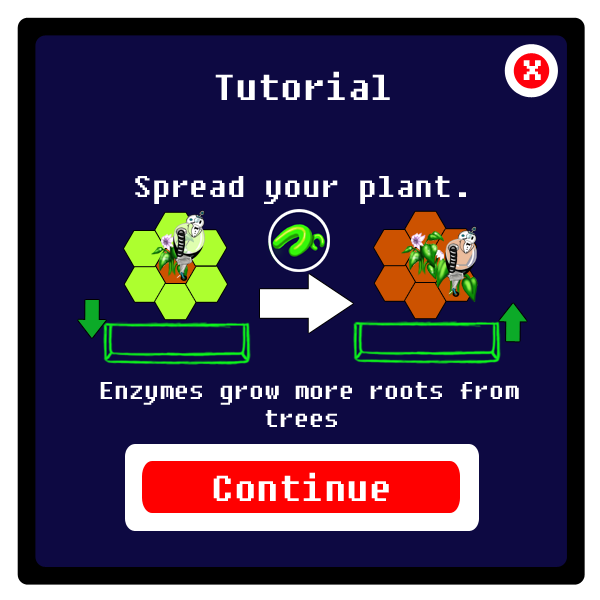 Tutorial
X
Spread your plant.
Enzymes grow more roots from
trees
Continue